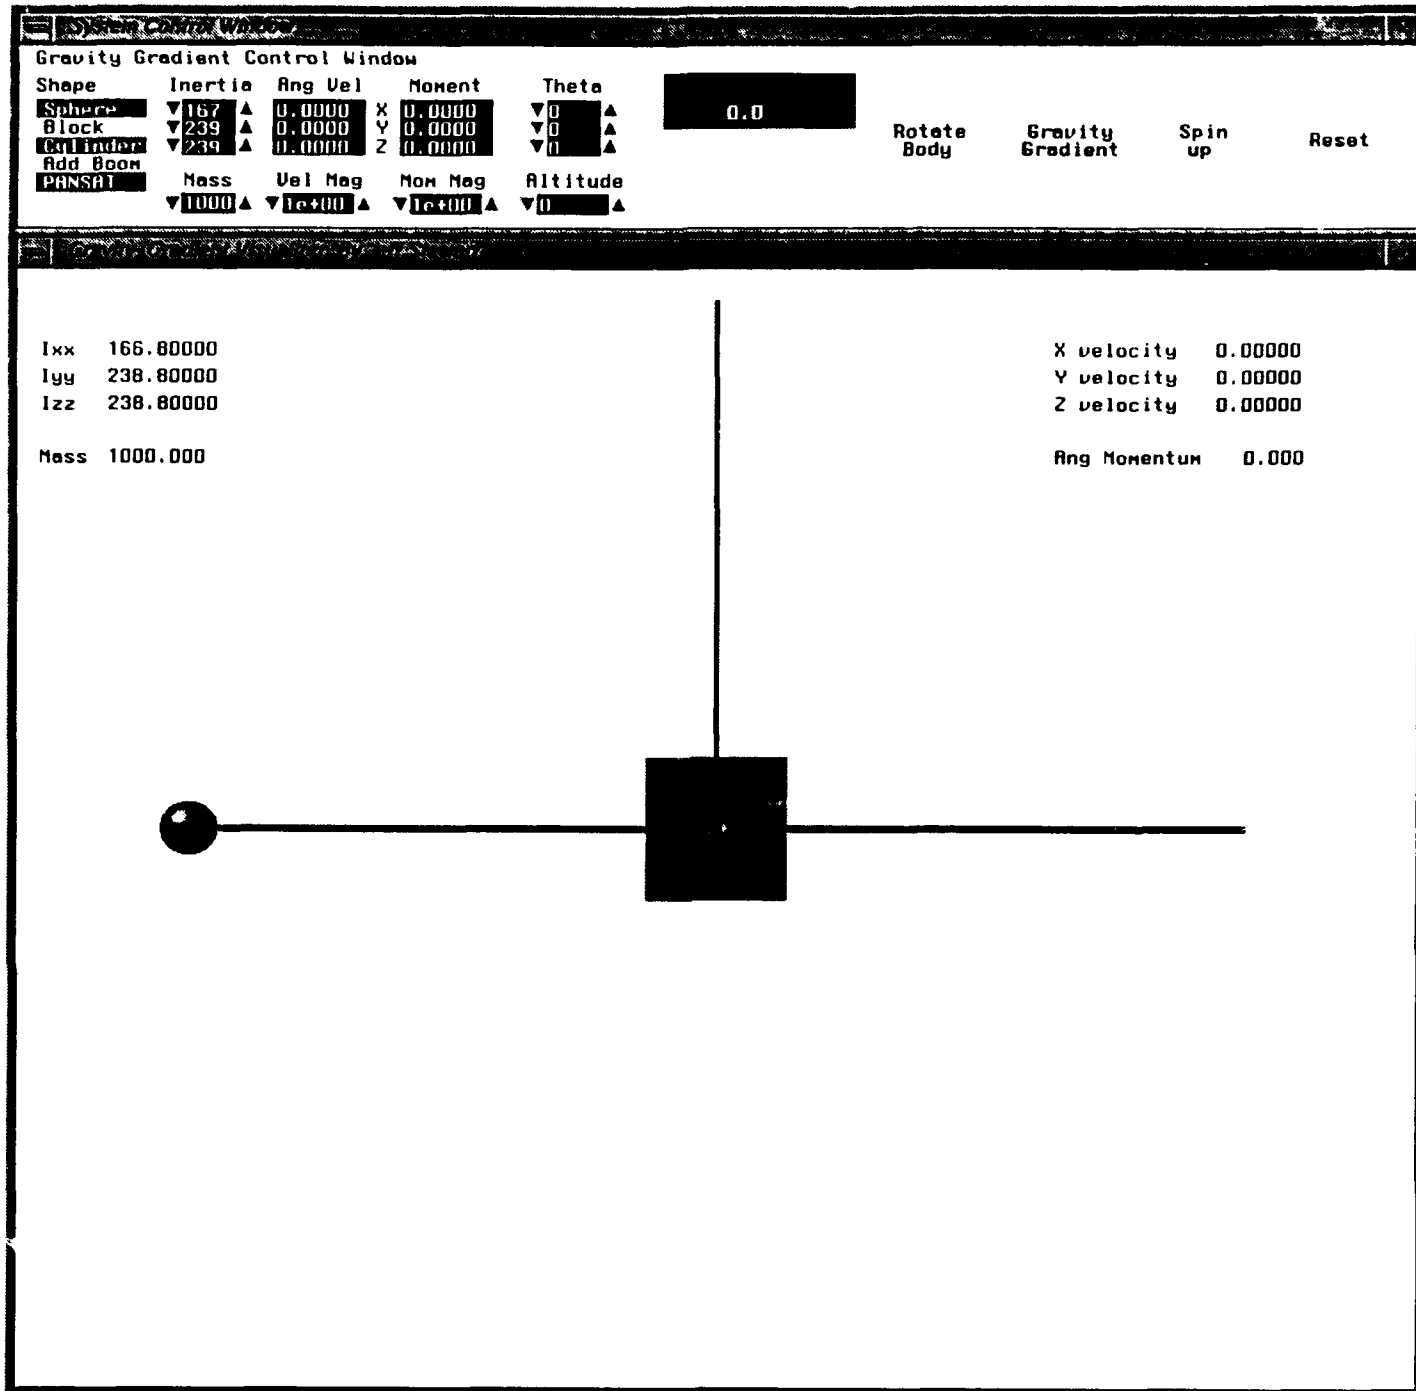 System Control Window
Gravity Gradient Control Window
Shape Inertia Ang Vel Moment Theta
Sphere ▼167▲ 0.0000 X 0.0000 ▼0▲ 0.0
Block ▼239▲ 0.0000 Y 0.0000 ▼0▲
Cylinder ▼239▲ 0.0000 Z 0.0000 ▼0▲
Add Boom
PANSAT Mass Vel Mag Mom Mag Altitude
▼1000▲ ▼1e+00▲ ▼1e+00▲ ▼0▲
Rotate Body Gravity Gradient Spin up Reset
Ixx 166.80000
Iyy 238.80000
Izz 238.80000
Mass 1000.000
X velocity 0.00000
Y velocity 0.00000
Z velocity 0.00000
Ang Momentum 0.000